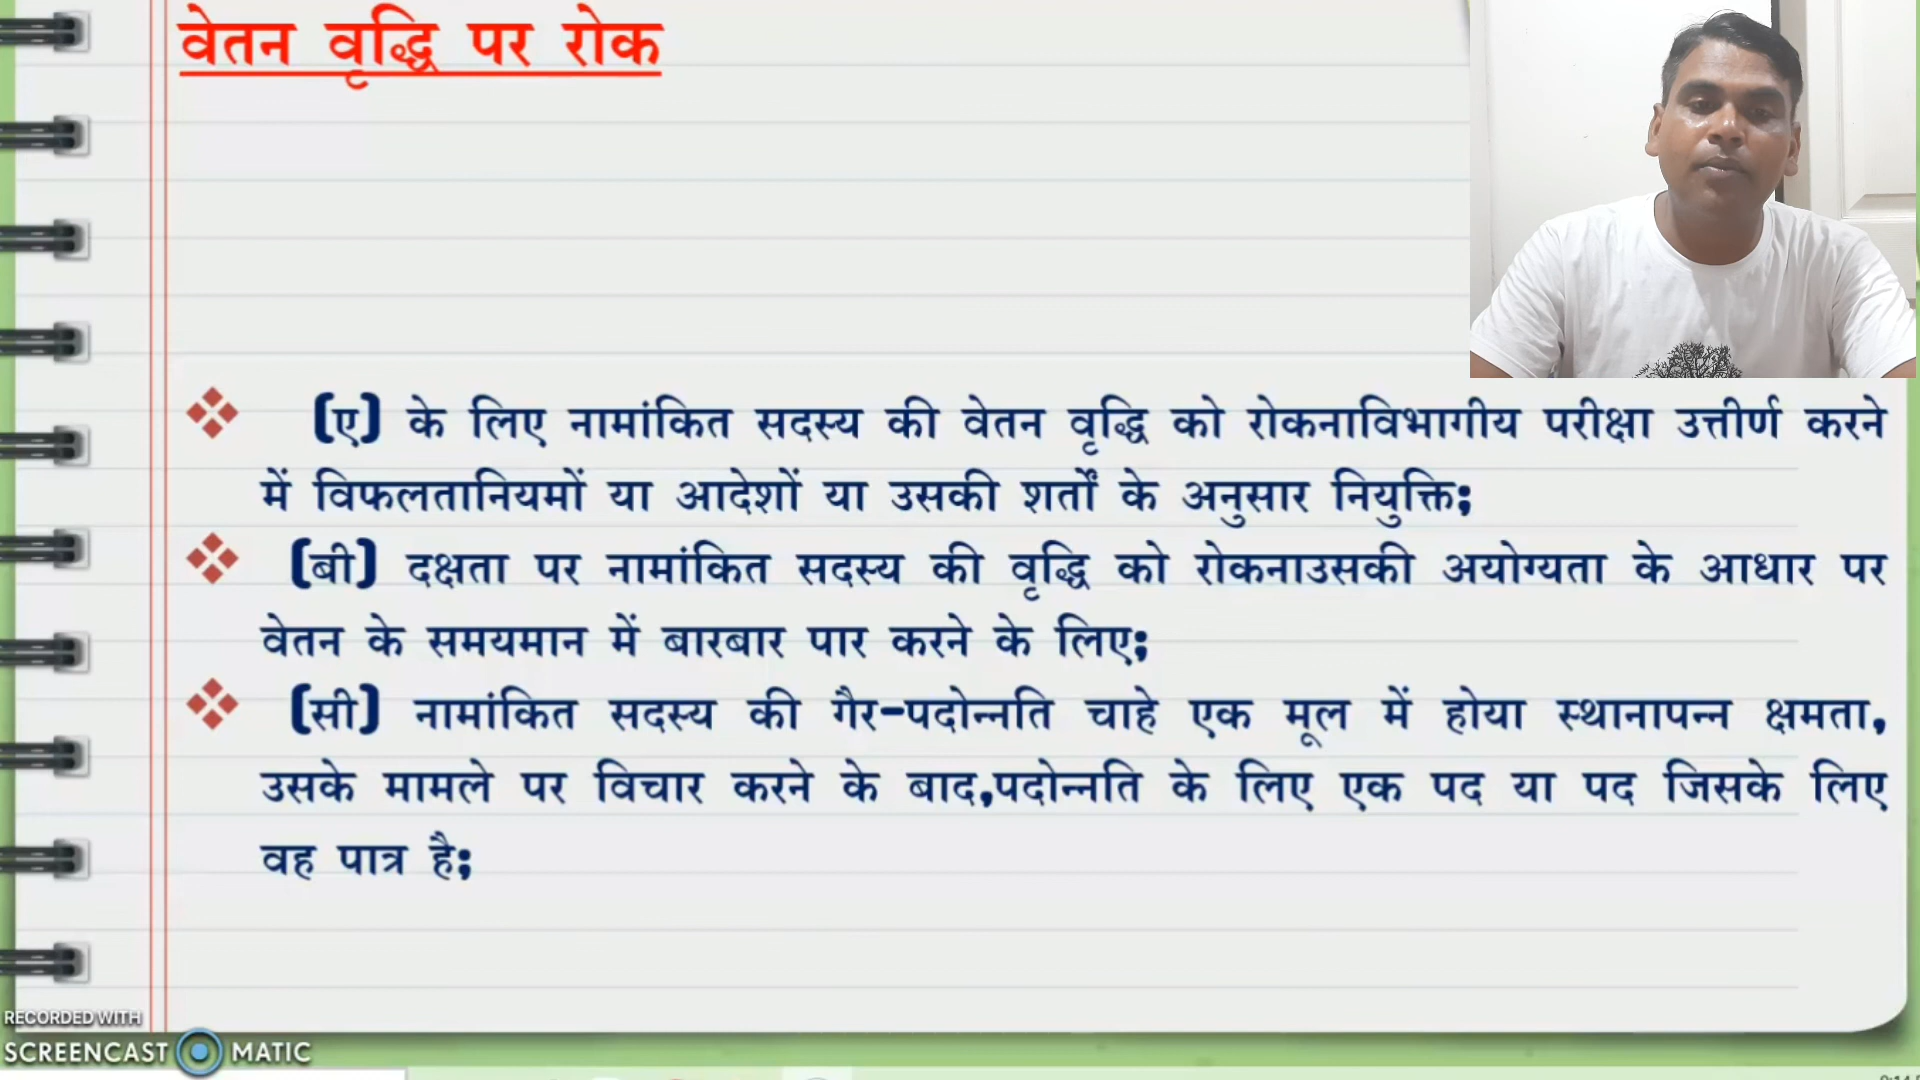 वेतन वृद्धि पर रोक
(ए) के लिए नामांकित सदस्य की वेतन वृद्धि को रोकनाविभागीय परीक्षा उत्तीर्ण करने
में विफलतानियमों या आदेशों या उसकी शर्तों के अनुसार नियुक्ति;
(बी) दक्षता पर नामांकित सदस्य की वृद्धि को रोकनाउसकी अयोग्यता के आधार पर
वेतन के समयमान में बारबार पार करने के लिए;
(सी) नामांकित सदस्य की गैर-पदोन्नति चाहे एक मूल में होया स्थानापन्न क्षमता,
उसके मामले पर विचार करने के बाद,पदोन्नति के लिए एक पद या पद जिसके लिए
वह पात्र है;
RECORDED WITH
SCREENCAST MATIC